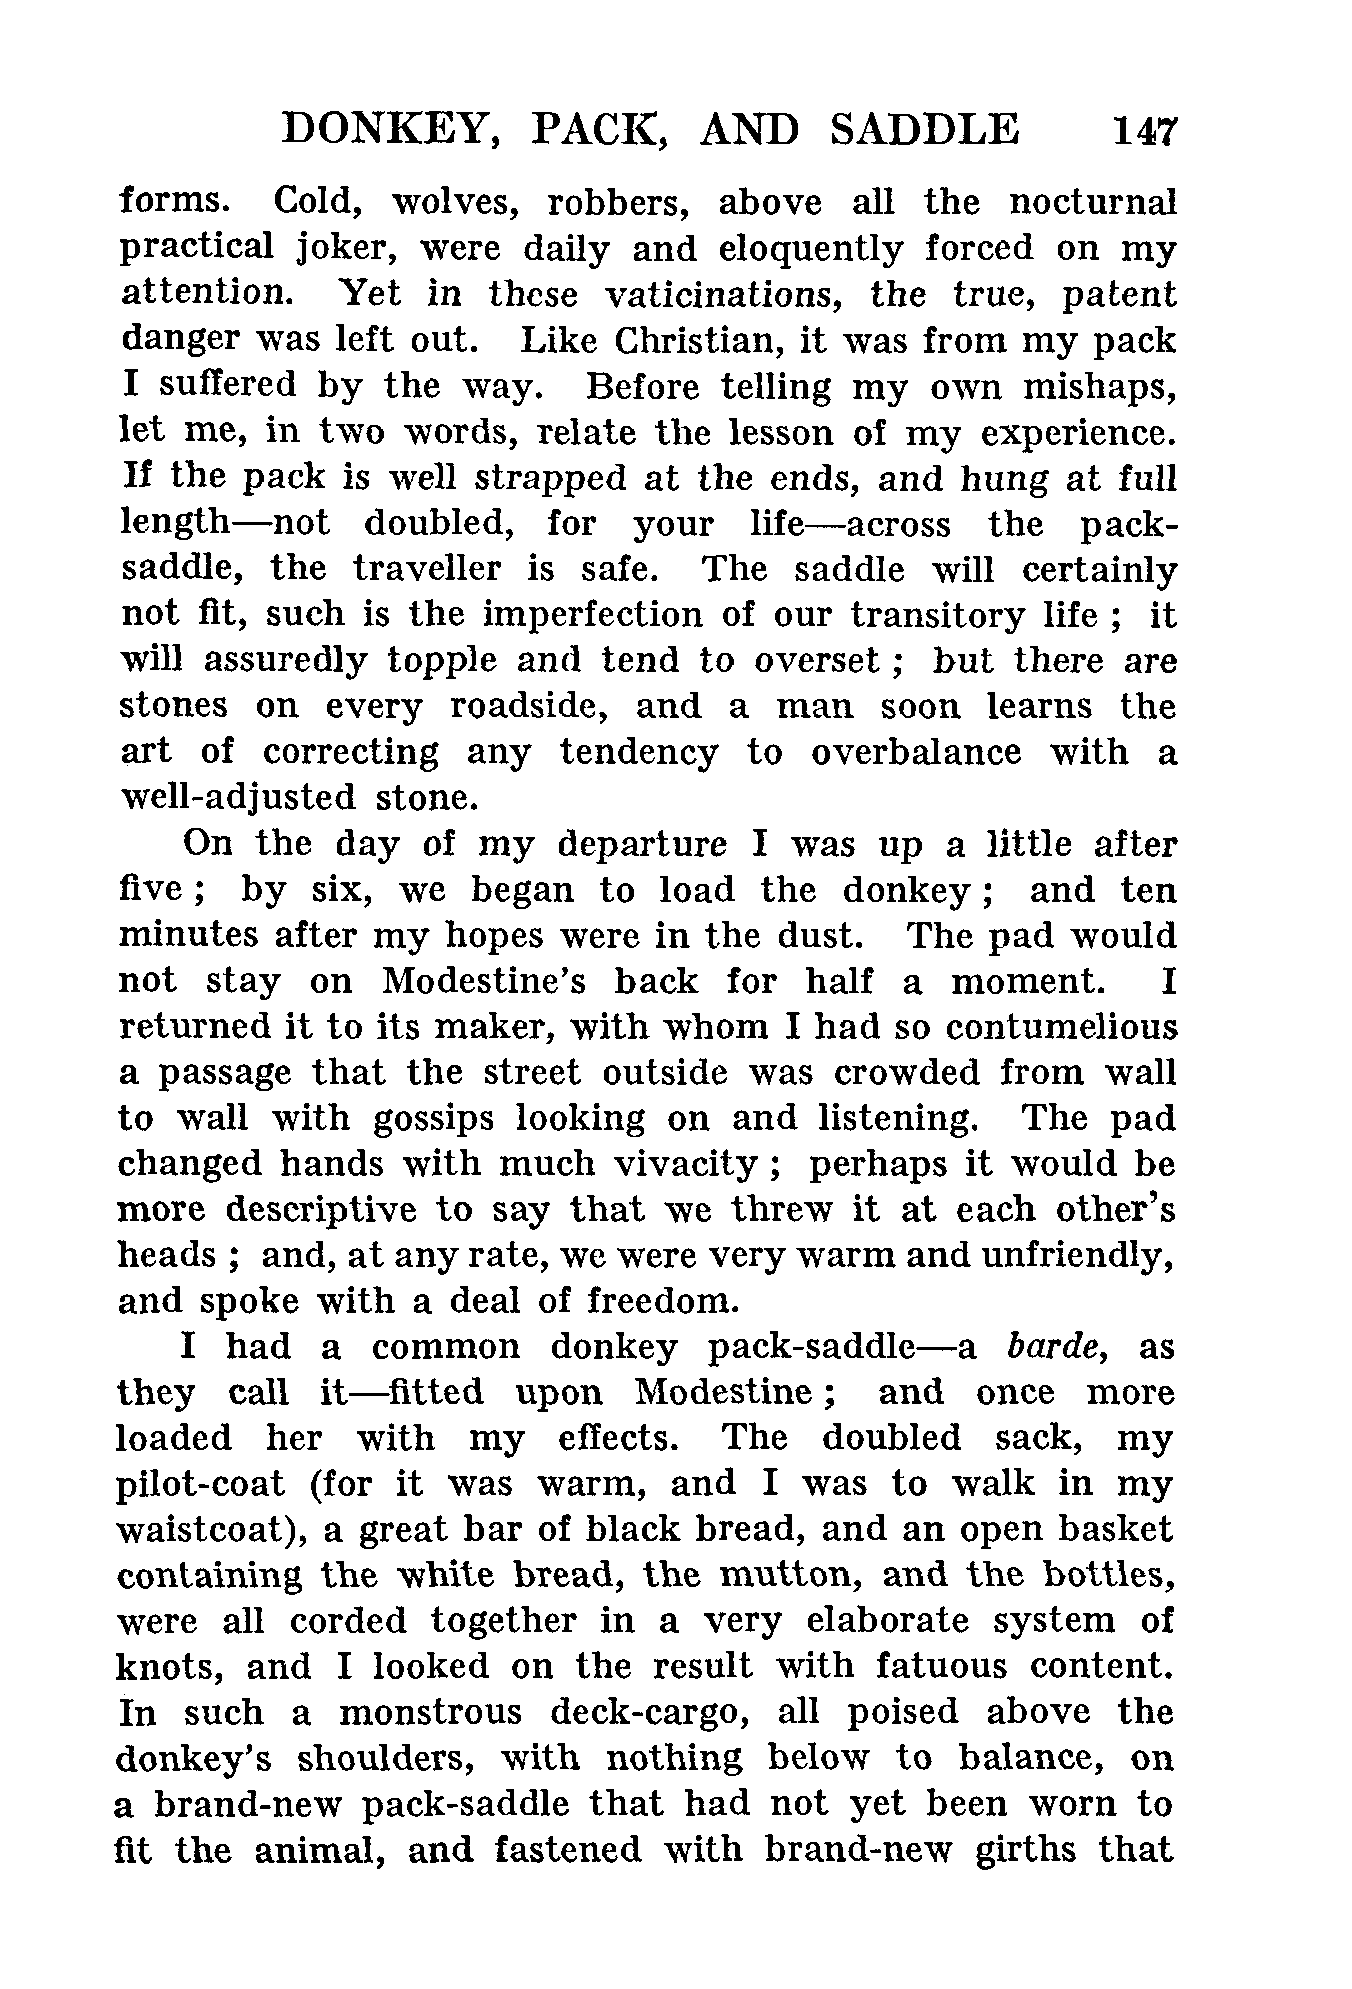 DONKEY, PACK, AND SADDLE 147
forms. Cold, wolves, robbers, above all the nocturnal
practical joker, were daily and eloquently forced on my
attention. Yet in these vaticinations, the true, patent
danger was left out. Like Christian, it was from my pack
I suffered by the way. Before telling my own mishaps,
let me, in two words, relate the lesson of my experience.
If the pack is well strapped at the ends, and hung at full
length—not doubled, for your life—across the pack-
saddle, the traveller is safe. The saddle will certainly
not fit, such is the imperfection of our transitory life ; it
will assuredly topple and tend to overset ; but there are
stones on every roadside, and a man soon learns the
art of correcting any tendency to overbalance with a
well-adjusted stone.
On the day of my departure I was up a little after
five ; by six, we began to load the donkey ; and ten
minutes after my hopes were in the dust. The pad would
not stay on Modestine's back for half a moment. I
returned it to its maker, with whom I had so contumelious
a passage that the street outside was crowded from wall
to wall with gossips looking on and listening. The pad
changed hands with much vivacity ; perhaps it would be
more descriptive to say that we threw it at each other's
heads ; and, at any rate, we were very warm and unfriendly,
and spoke with a deal of freedom.
I had a common donkey pack-saddle—a barde, as
they call it—fitted upon Modestine ; and once more
loaded her with my effects. The doubled sack, my
pilot-coat (for it was warm, and I was to walk in my
waistcoat), a great bar of black bread, and an open basket
containing the white bread, the mutton, and the bottles,
were all corded together in a very elaborate system of
knots, and I looked on the result with fatuous content.
In such a monstrous deck-cargo, all poised above the
donkey's shoulders, with nothing below to balance, on
a brand-new pack-saddle that had not yet been worn to
fit the animal, and fastened with brand-new girths that